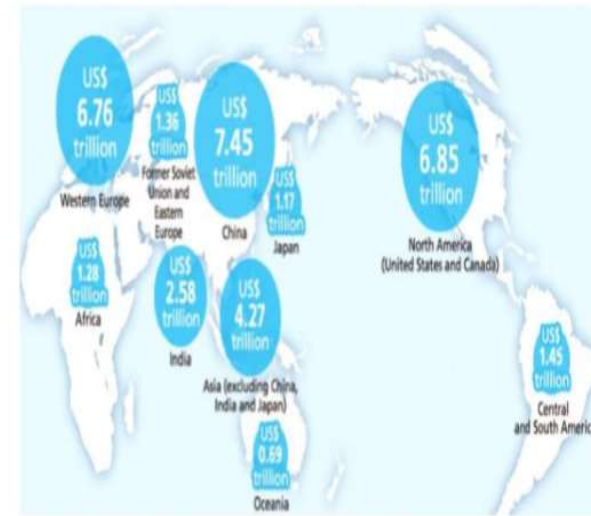 US$
6.76
trillion
Western Europe
US$
1.36
trillion
Former Soviet
Union and
Eastern
Europe
US$
7.45
trillion
China
US$
1.17
trillion
Japan
US$
6.85
trillion
North America
(United States and Canada)
US$
1.28
trillion
Africa
US$
2.58
trillion
India
US$
4.27
trillion
Asia (excluding China,
India and Japan)
US$
0.69
trillion
Oceania
US$
1.45
trillion
Central
and South Americ